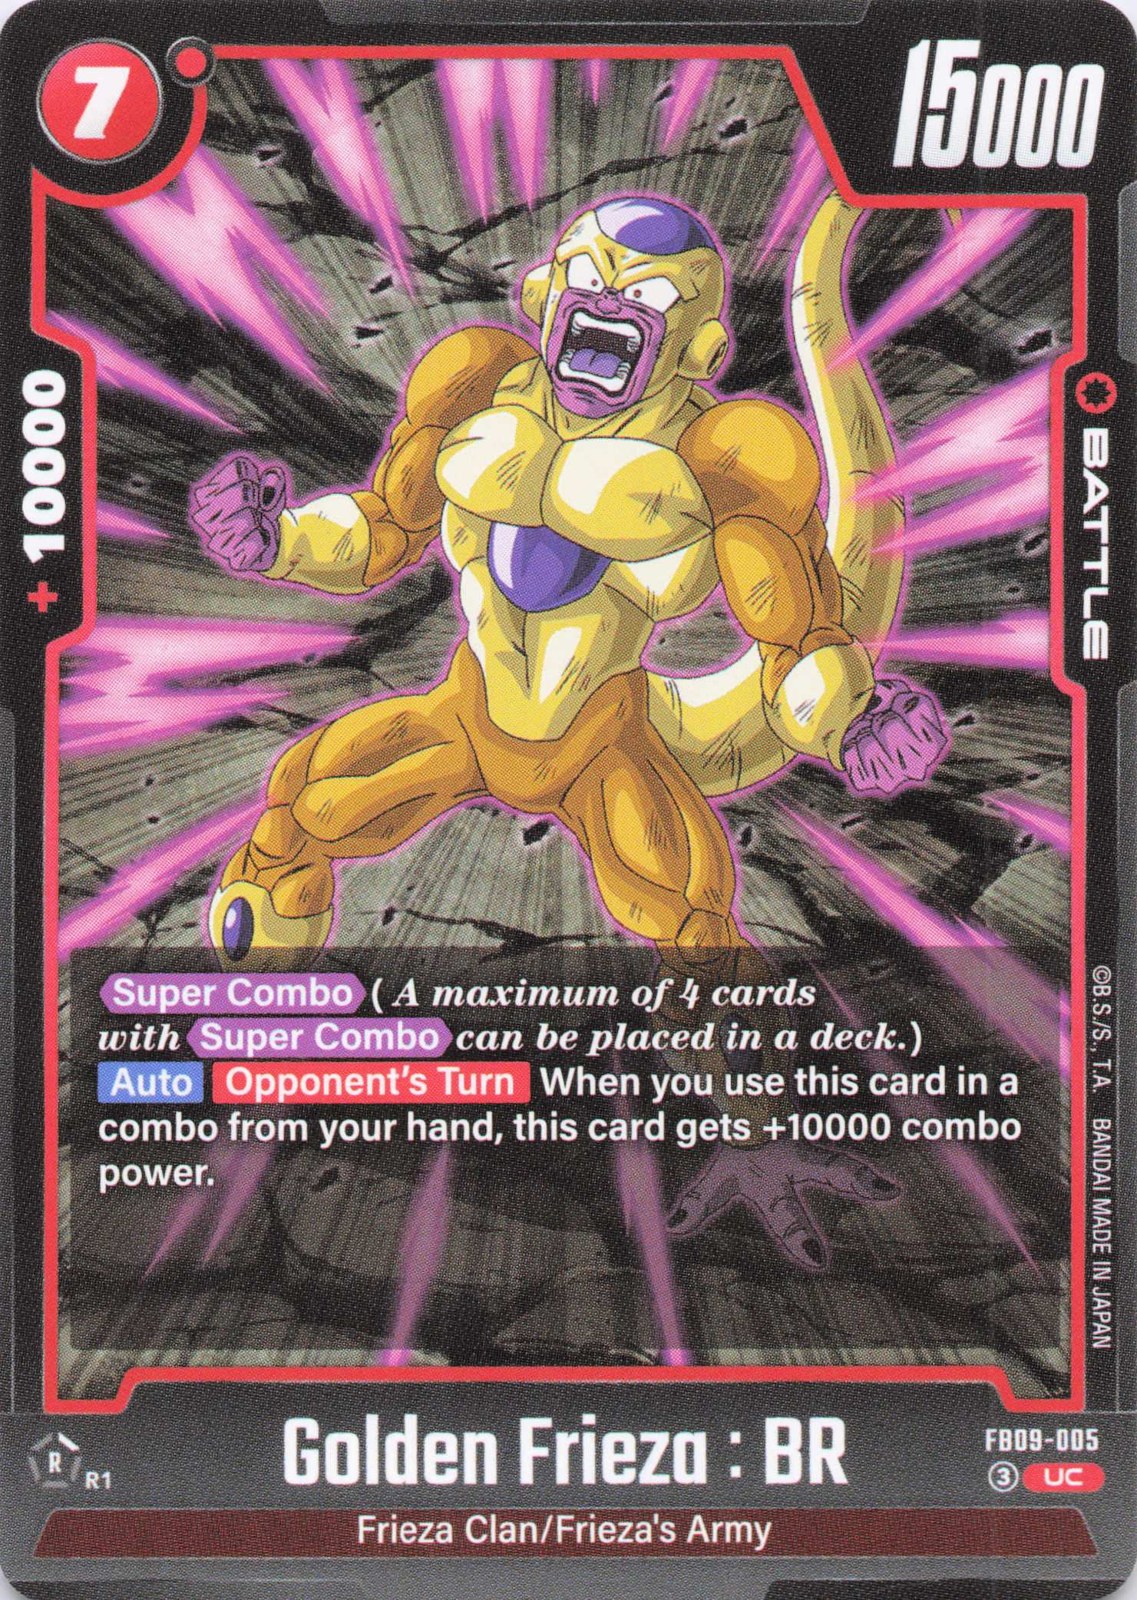 7
15000
+ 10000
BATTLE
Super Combo ( A maximum of 4 cards
with Super Combo can be placed in a deck.)
Auto Opponent's Turn When you use this card in a
combo from your hand, this card gets +10000 combo
power.
©B.S./S., T.A. BANDAI MADE IN JAPAN
R
R1
Golden Frieza : BR
FB09-005
3 UC
Frieza Clan/Frieza's Army